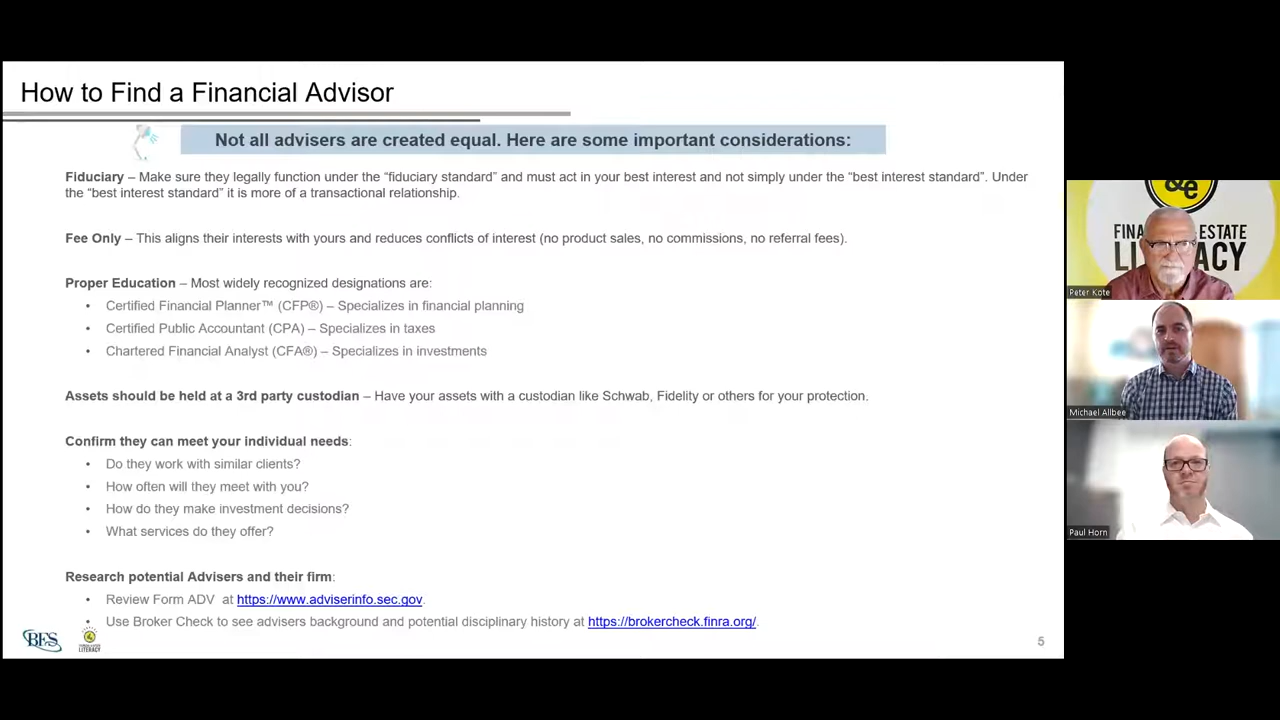 How to Find a Financial Advisor
Not all advisers are created equal. Here are some important considerations:
Fiduciary – Make sure they legally function under the “fiduciary standard” and must act in your best interest and not simply under the “best interest standard”. Under
the “best interest standard” it is more of a transactional relationship.
Fee Only – This aligns their interests with yours and reduces conflicts of interest (no product sales, no commissions, no referral fees).
Proper Education – Most widely recognized designations are:
• Certified Financial Planner™ (CFP®) – Specializes in financial planning
• Certified Public Accountant (CPA) – Specializes in taxes
• Chartered Financial Analyst (CFA®) – Specializes in investments
Assets should be held at a 3rd party custodian – Have your assets with a custodian like Schwab, Fidelity or others for your protection.
Confirm they can meet your individual needs:
• Do they work with similar clients?
• How often will they meet with you?
• How do they make investment decisions?
• What services do they offer?
Research potential Advisers and their firm:
• Review Form ADV at https://www.adviserinfo.sec.gov.
• Use Broker Check to see advisers background and potential disciplinary history at https://brokercheck.finra.org/.
BFS
LITERACY
5
&e
FINA ESTATE
LIT ACY
Peter Kote
Michael Allbee
Paul Horn